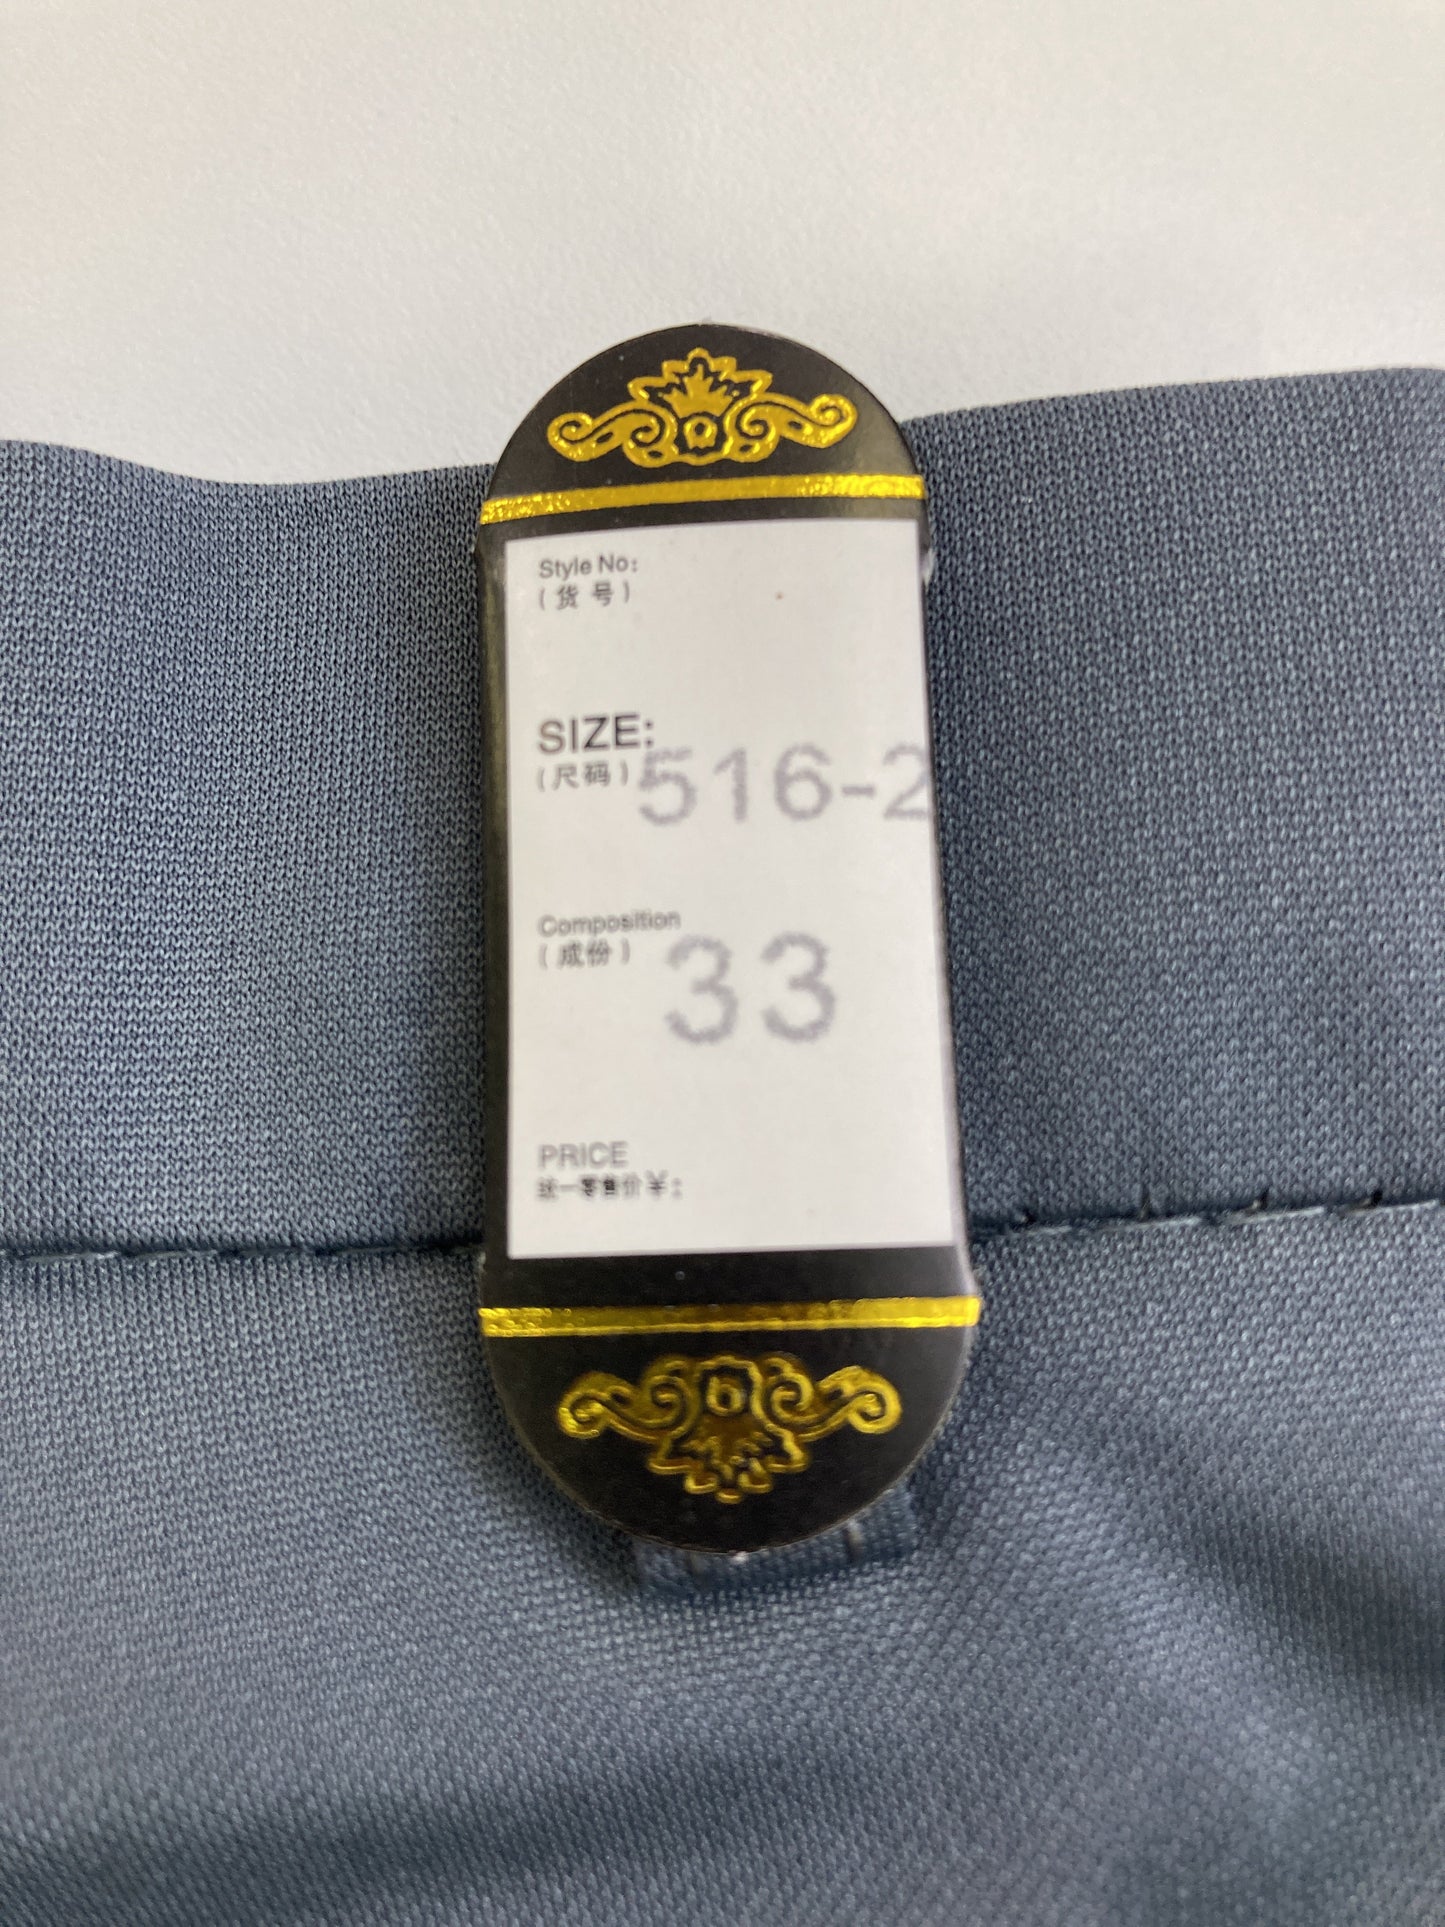 Style No:
(货 号)
SIZE:
(尺码) 516-2
Composition
(成份) 33
PRICE
统一零售价￥: